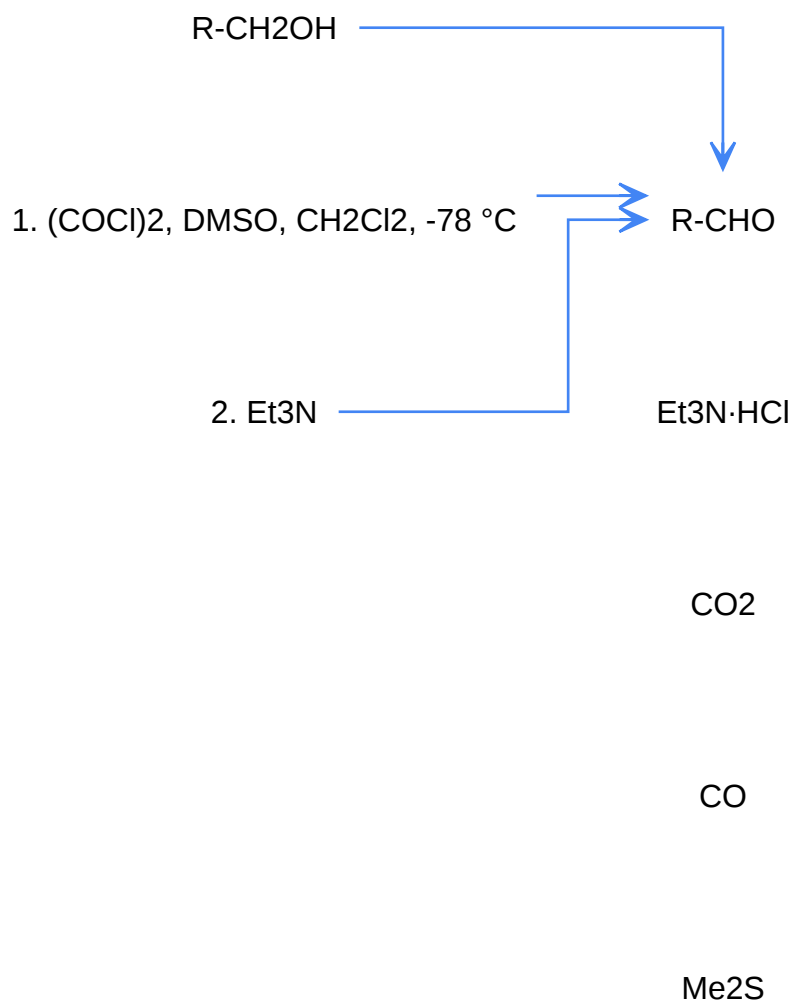 R-CH2OH
1. (COCl)2, DMSO, CH2Cl2, -78 °C
R-CHO
2. Et3N
Et3N·HCl
CO2
CO
Me2S